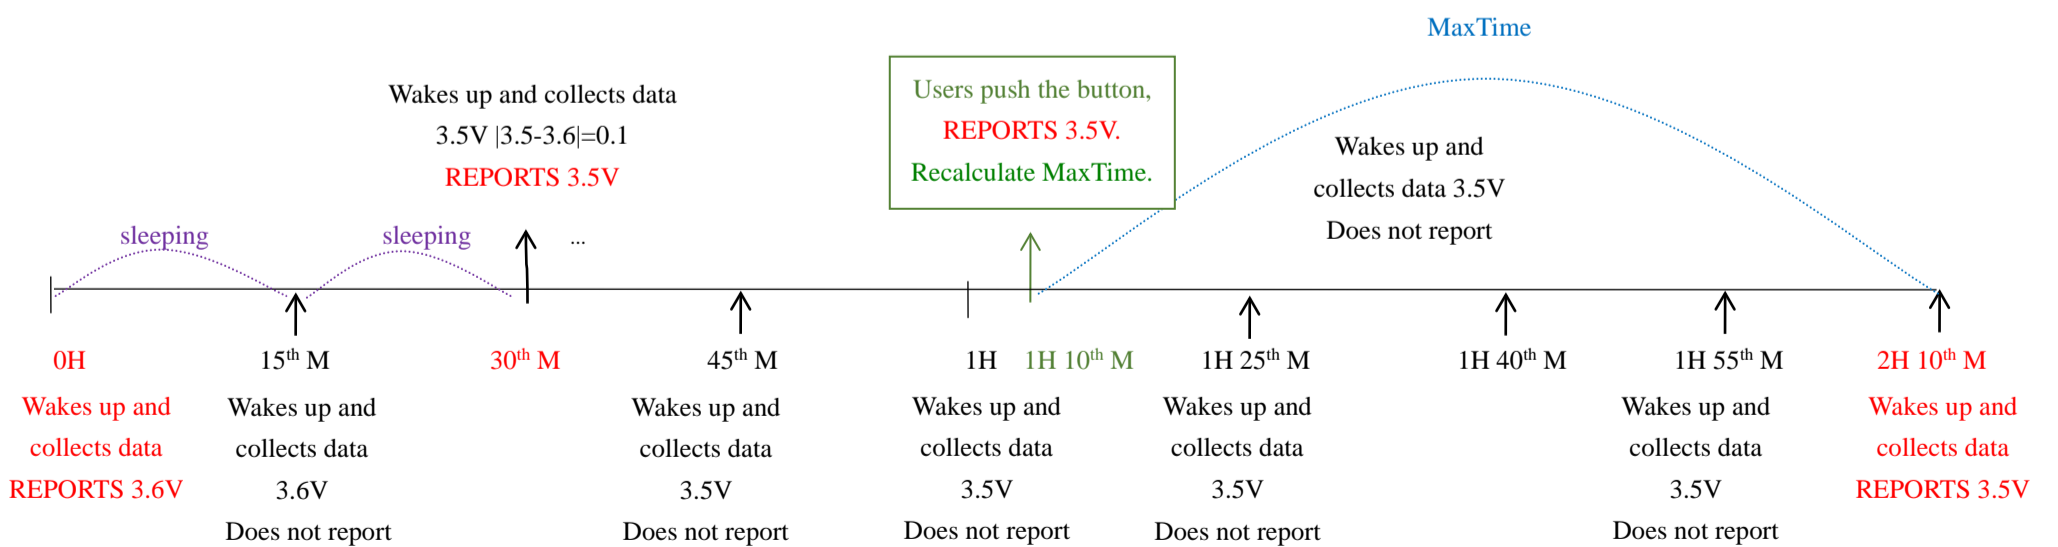 MaxTime
Wakes up and collects data
3.5V |3.5-3.6|=0.1
REPORTS 3.5V
Users push the button,
REPORTS 3.5V.
Recalculate MaxTime.
Wakes up and
collects data 3.5V
Does not report
sleeping
sleeping
...
0H
15th M
30th M
45th M
1H
1H 10th M
1H 25th M
1H 40th M
1H 55th M
2H 10th M
Wakes up and
collects data
REPORTS 3.6V
Wakes up and
collects data
3.6V
Does not report
Wakes up and
collects data
3.5V
Does not report
Wakes up and
collects data
3.5V
Does not report
Wakes up and
collects data
3.5V
Does not report
Wakes up and
collects data
3.5V
Does not report
Wakes up and
collects data
REPORTS 3.5V